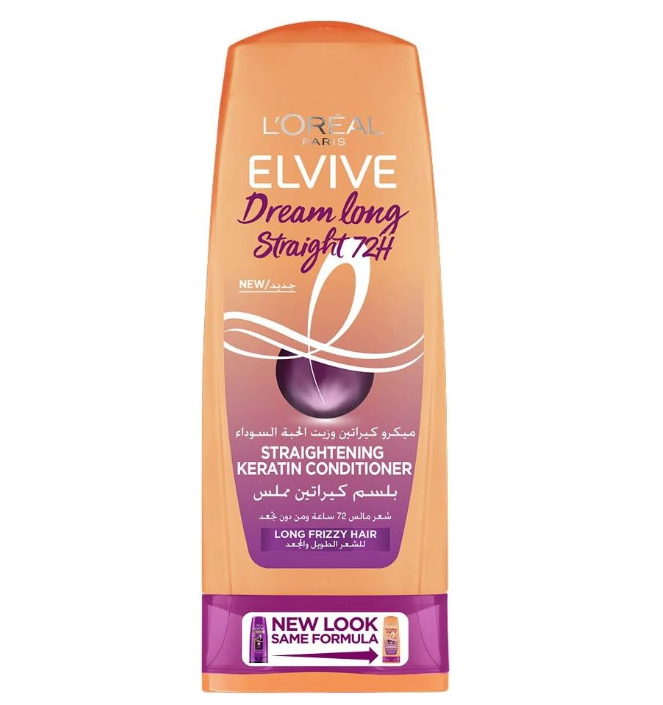 L'ORÉAL
PARIS
ELVIVE
Dream long
Straight 72H
NEW/جديد
ميكرو كيراتين وزيت الحبة السوداء
STRAIGHTENING
KERATIN CONDITIONER
بلسم كيراتين مملس
شعر مالس 72 ساعة ومن دون تجعد
LONG FRIZZY HAIR
للشعر الطويل والمجعد
NEW LOOK
SAME FORMULA